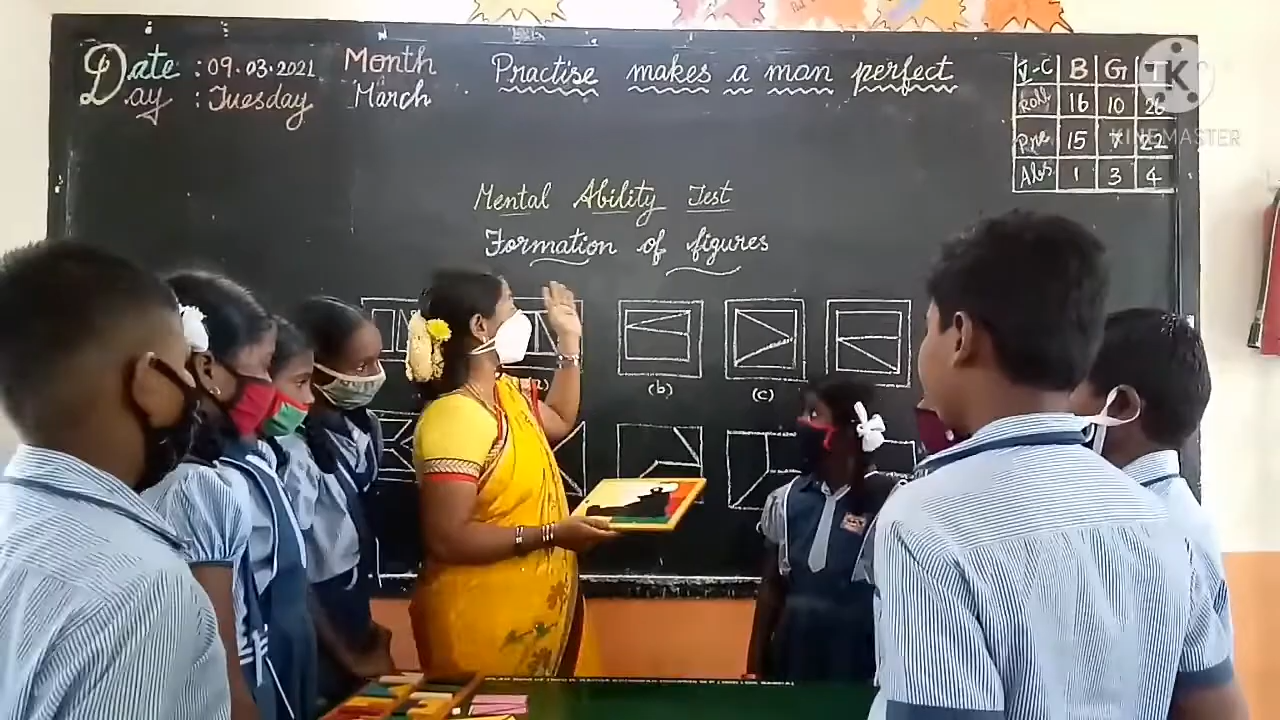 Date : 09.03.2021 Month
Day : Tuesday March
Practise makes a man perfect
V-C B G
Roll 16 10 26
Pre 15 7 22
Abs 1 3 4
TK
KINEMASTER
Mental Ability Test
Formation of figures
(b) (c)